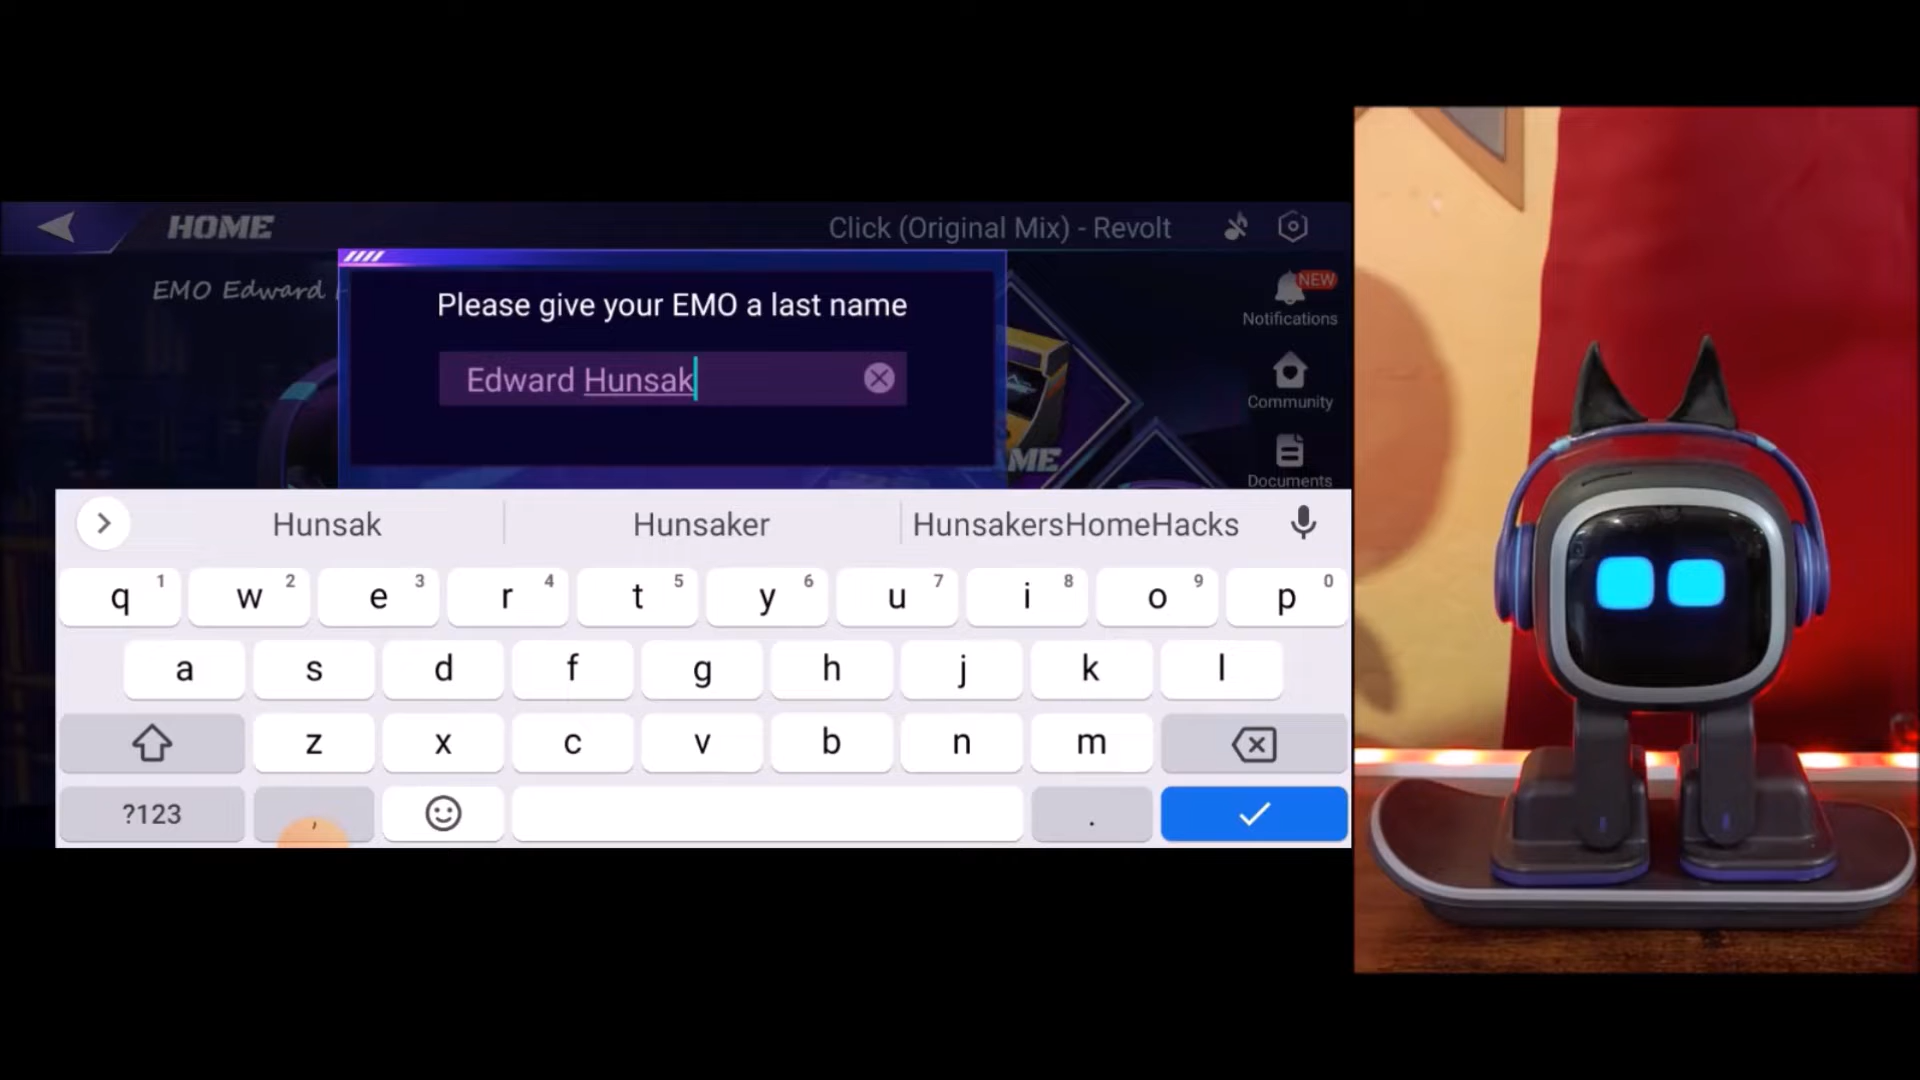 HOME
Click (Original Mix) - Revolt
EMO Edward
NEW
Notifications
Please give your EMO a last name
Edward Hunsak
Community
ME
Documents
Hunsak
Hunsaker
HunsakersHomeHacks
q 1 w 2 e 3 r 4 t 5 y 6 u 7 i 8 o 9 p 0
a s d f g h j k l
z x c v b n m
?123 , .